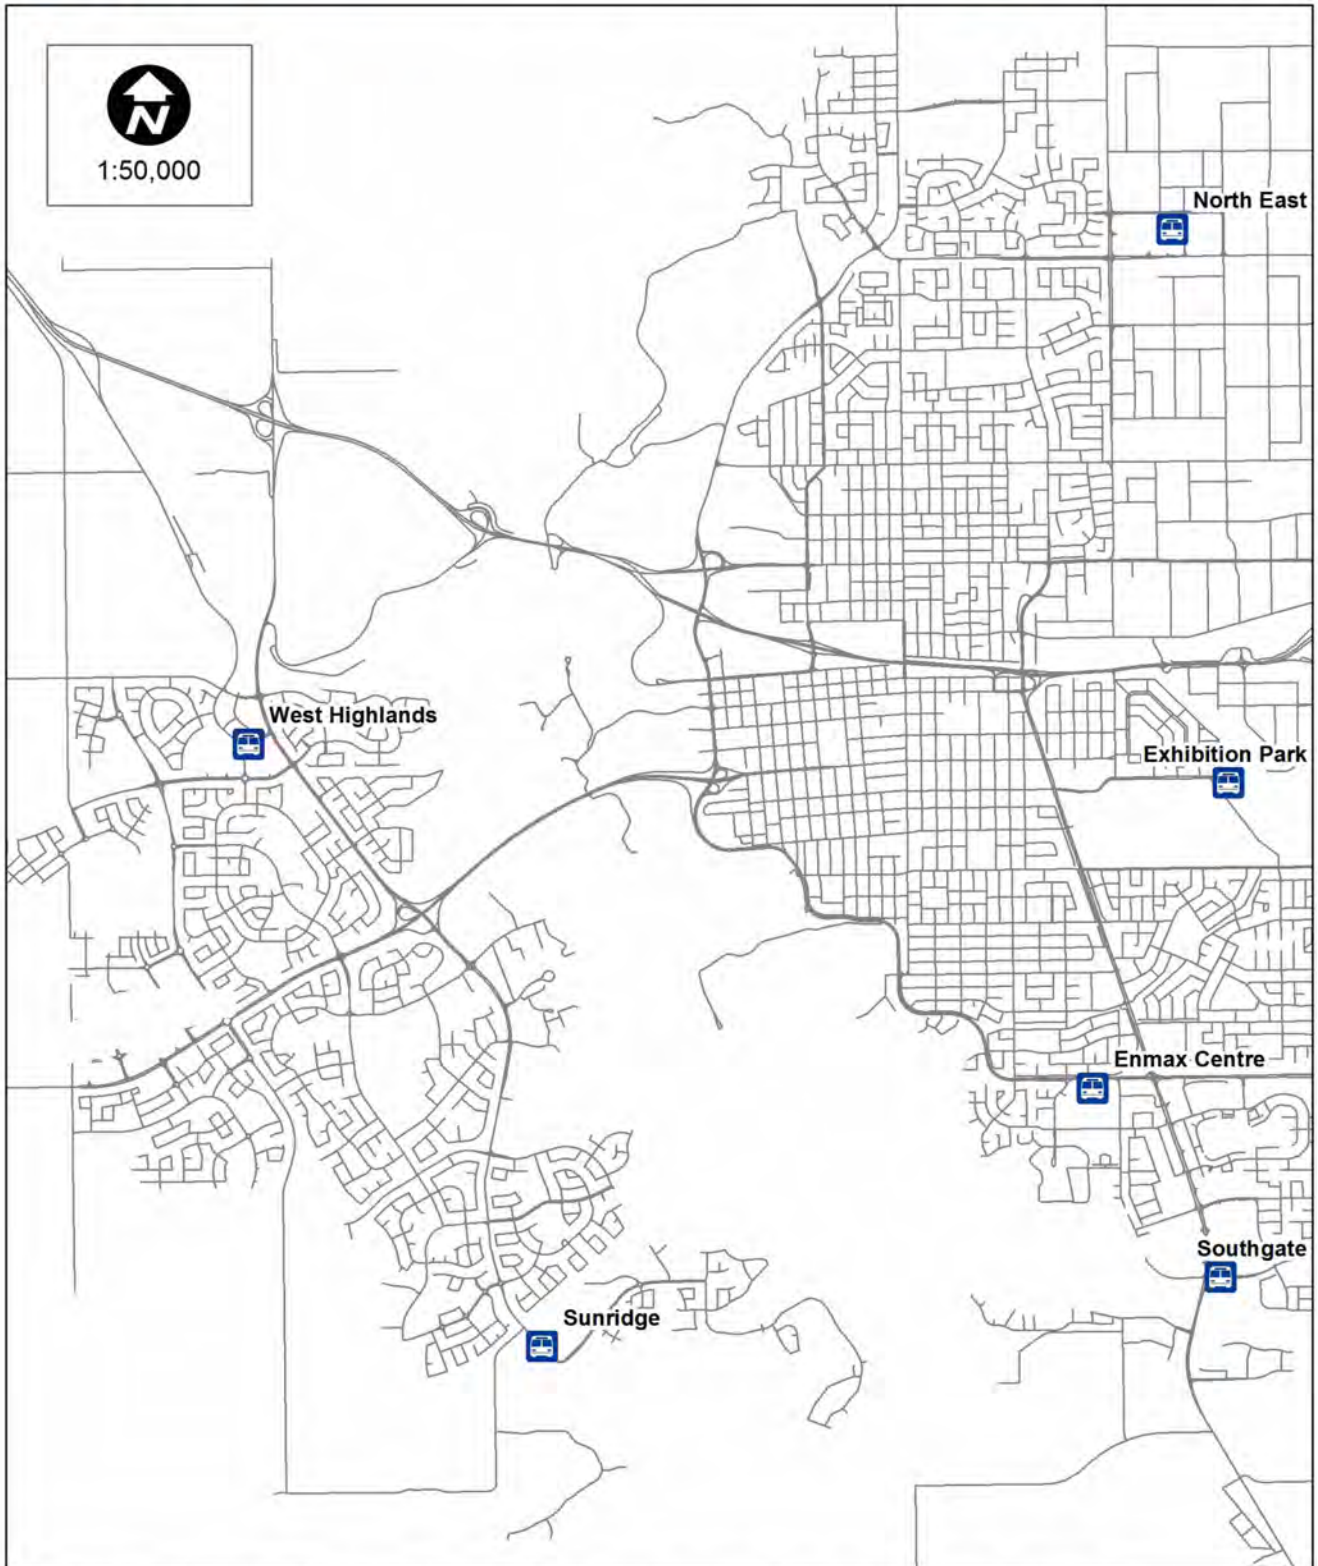 N
1:50,000
North East
West Highlands
Exhibition Park
Enmax Centre
Southgate
Sunridge